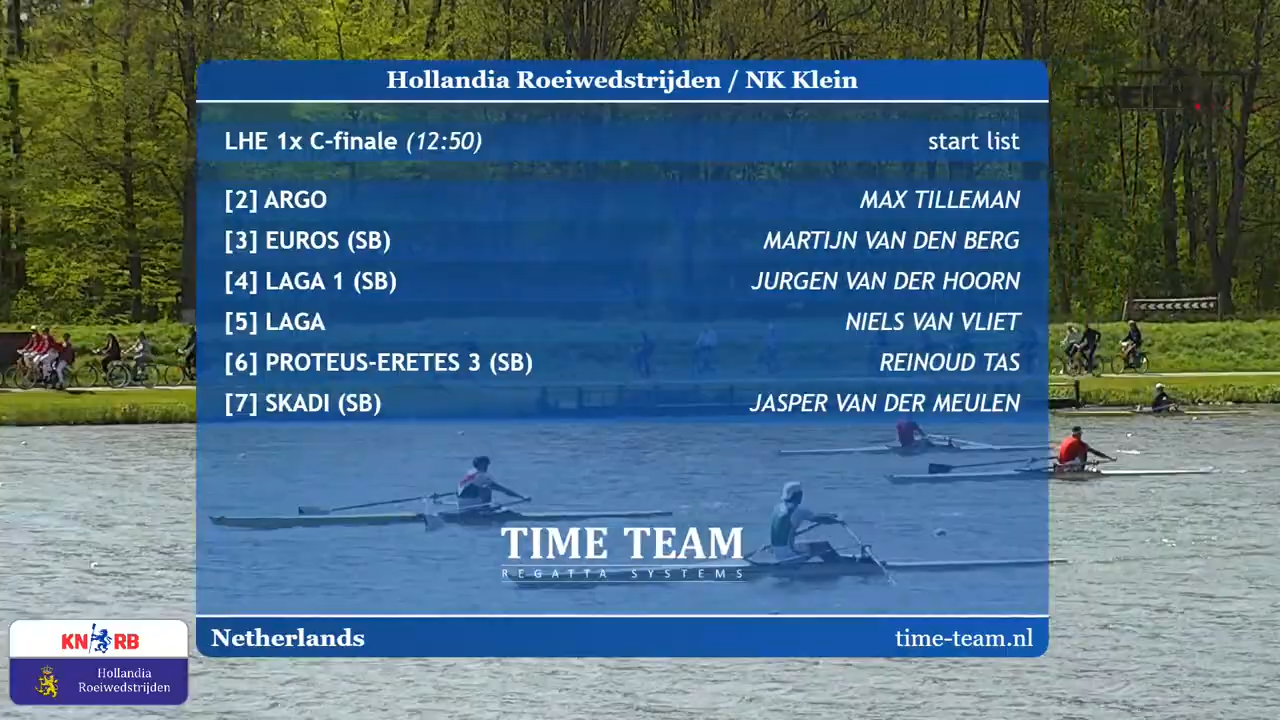 Hollandia Roeiwedstrijden / NK Klein
LHE 1x C-finale (12:50) start list
[2] ARGO MAX TILLEMAN
[3] EUROS (SB) MARTIJN VAN DEN BERG
[4] LAGA 1 (SB) JURGEN VAN DER HOORN
[5] LAGA NIELS VAN VLIET
[6] PROTEUS-ERETES 3 (SB) REINOUD TAS
[7] SKADI (SB) JASPER VAN DER MEULEN
TIME TEAM
REGATTA SYSTEMS
Netherlands time-team.nl
KNRB
Hollandia
Roeiwedstrijden